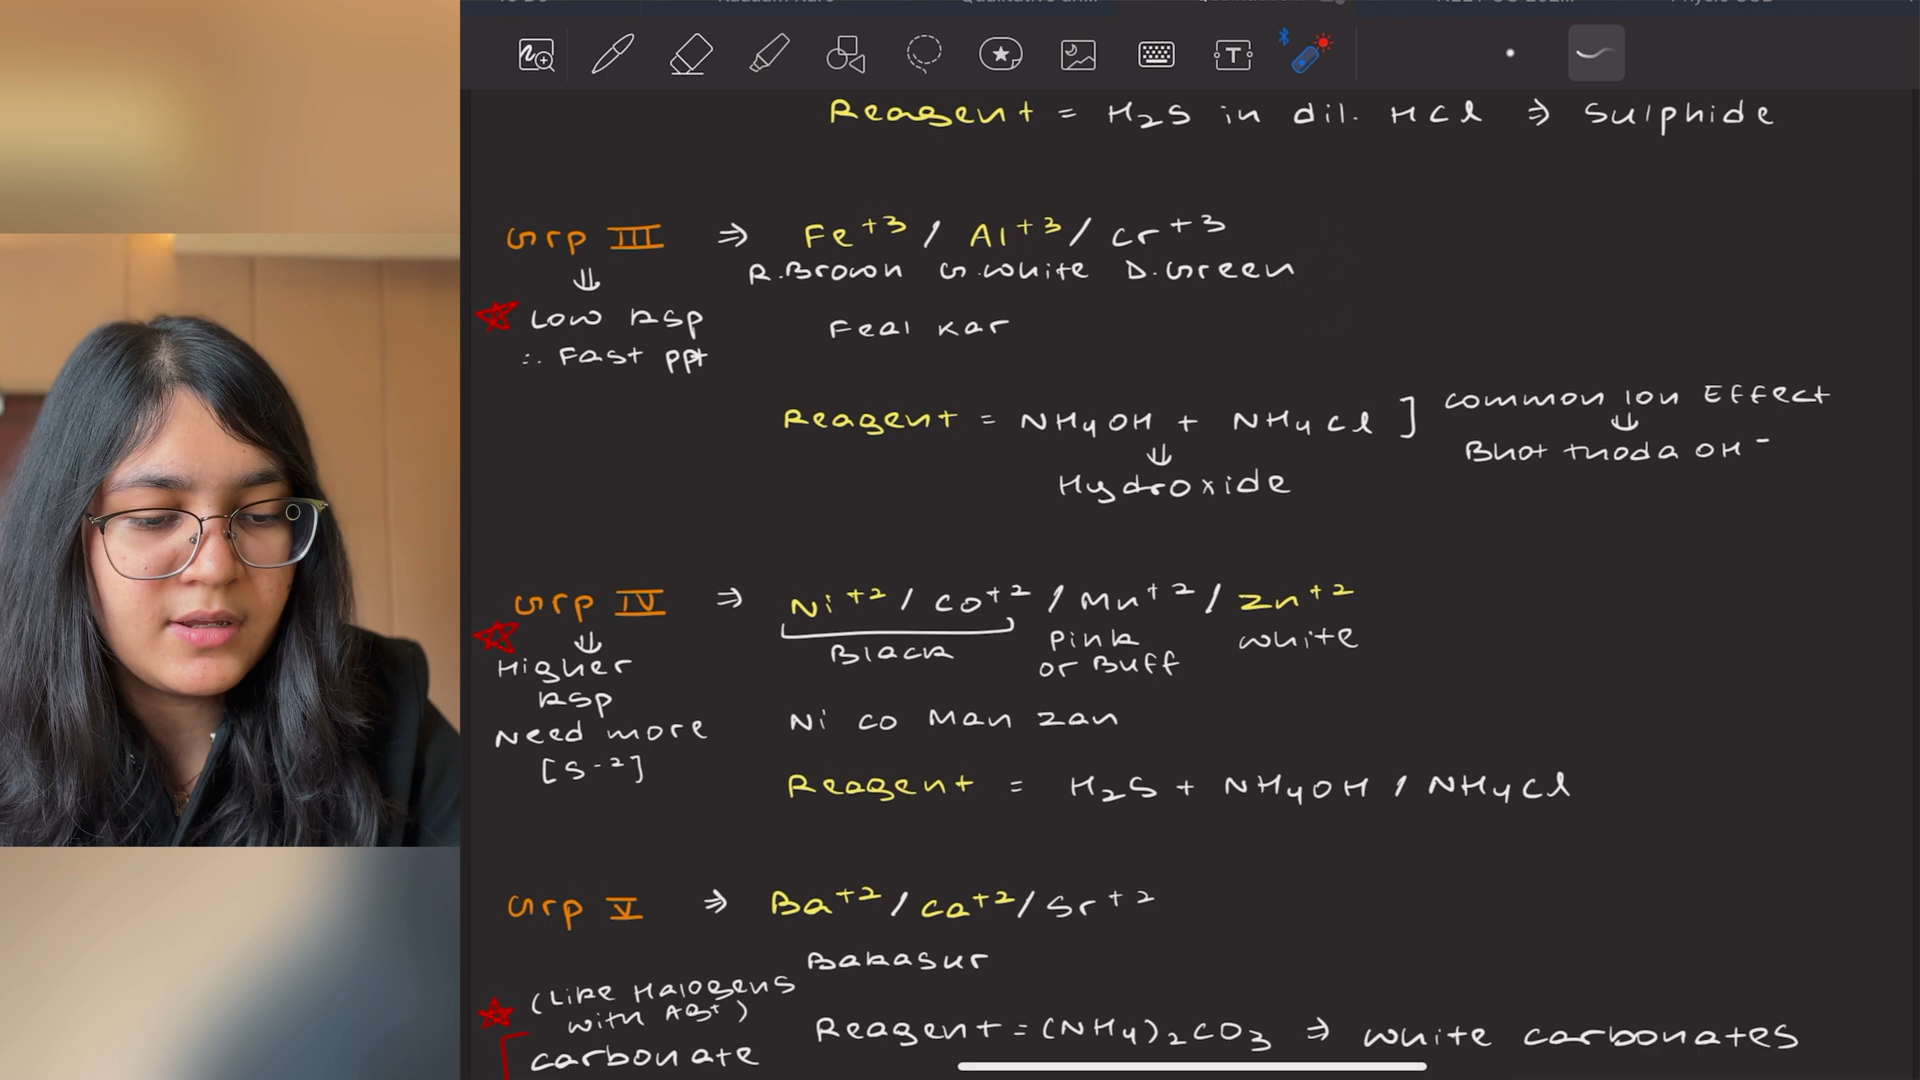 To Do
Reagent = H2S in dil. HCl ⇒ Sulphide
Grp III ⇒ Fe+3 / Al+3 / Cr+3
R.Brown G.white D.Green
⇓
Low Ksp
∴ Fast ppt
Feal Kar
Reagent = NH4OH + NH4Cl ] Common Ion Effect
⇓
Bhot thoda OH-
⇓
Hydroxide
Grp IV ⇒ Ni+2 / Co+2 / Mn+2 / Zn+2
Black Pink or Buff White
⇓
Higher
Ksp
Need more
[S-2]
Ni Co Man Zan
Reagent = H2S + NH4OH / NH4Cl
Grp V ⇒ Ba+2 / Ca+2 / Sr+2
Bakasur
(Like Halogens
with Ag+)
Carbonate
Reagent = (NH4)2CO3 ⇒ White carbonates